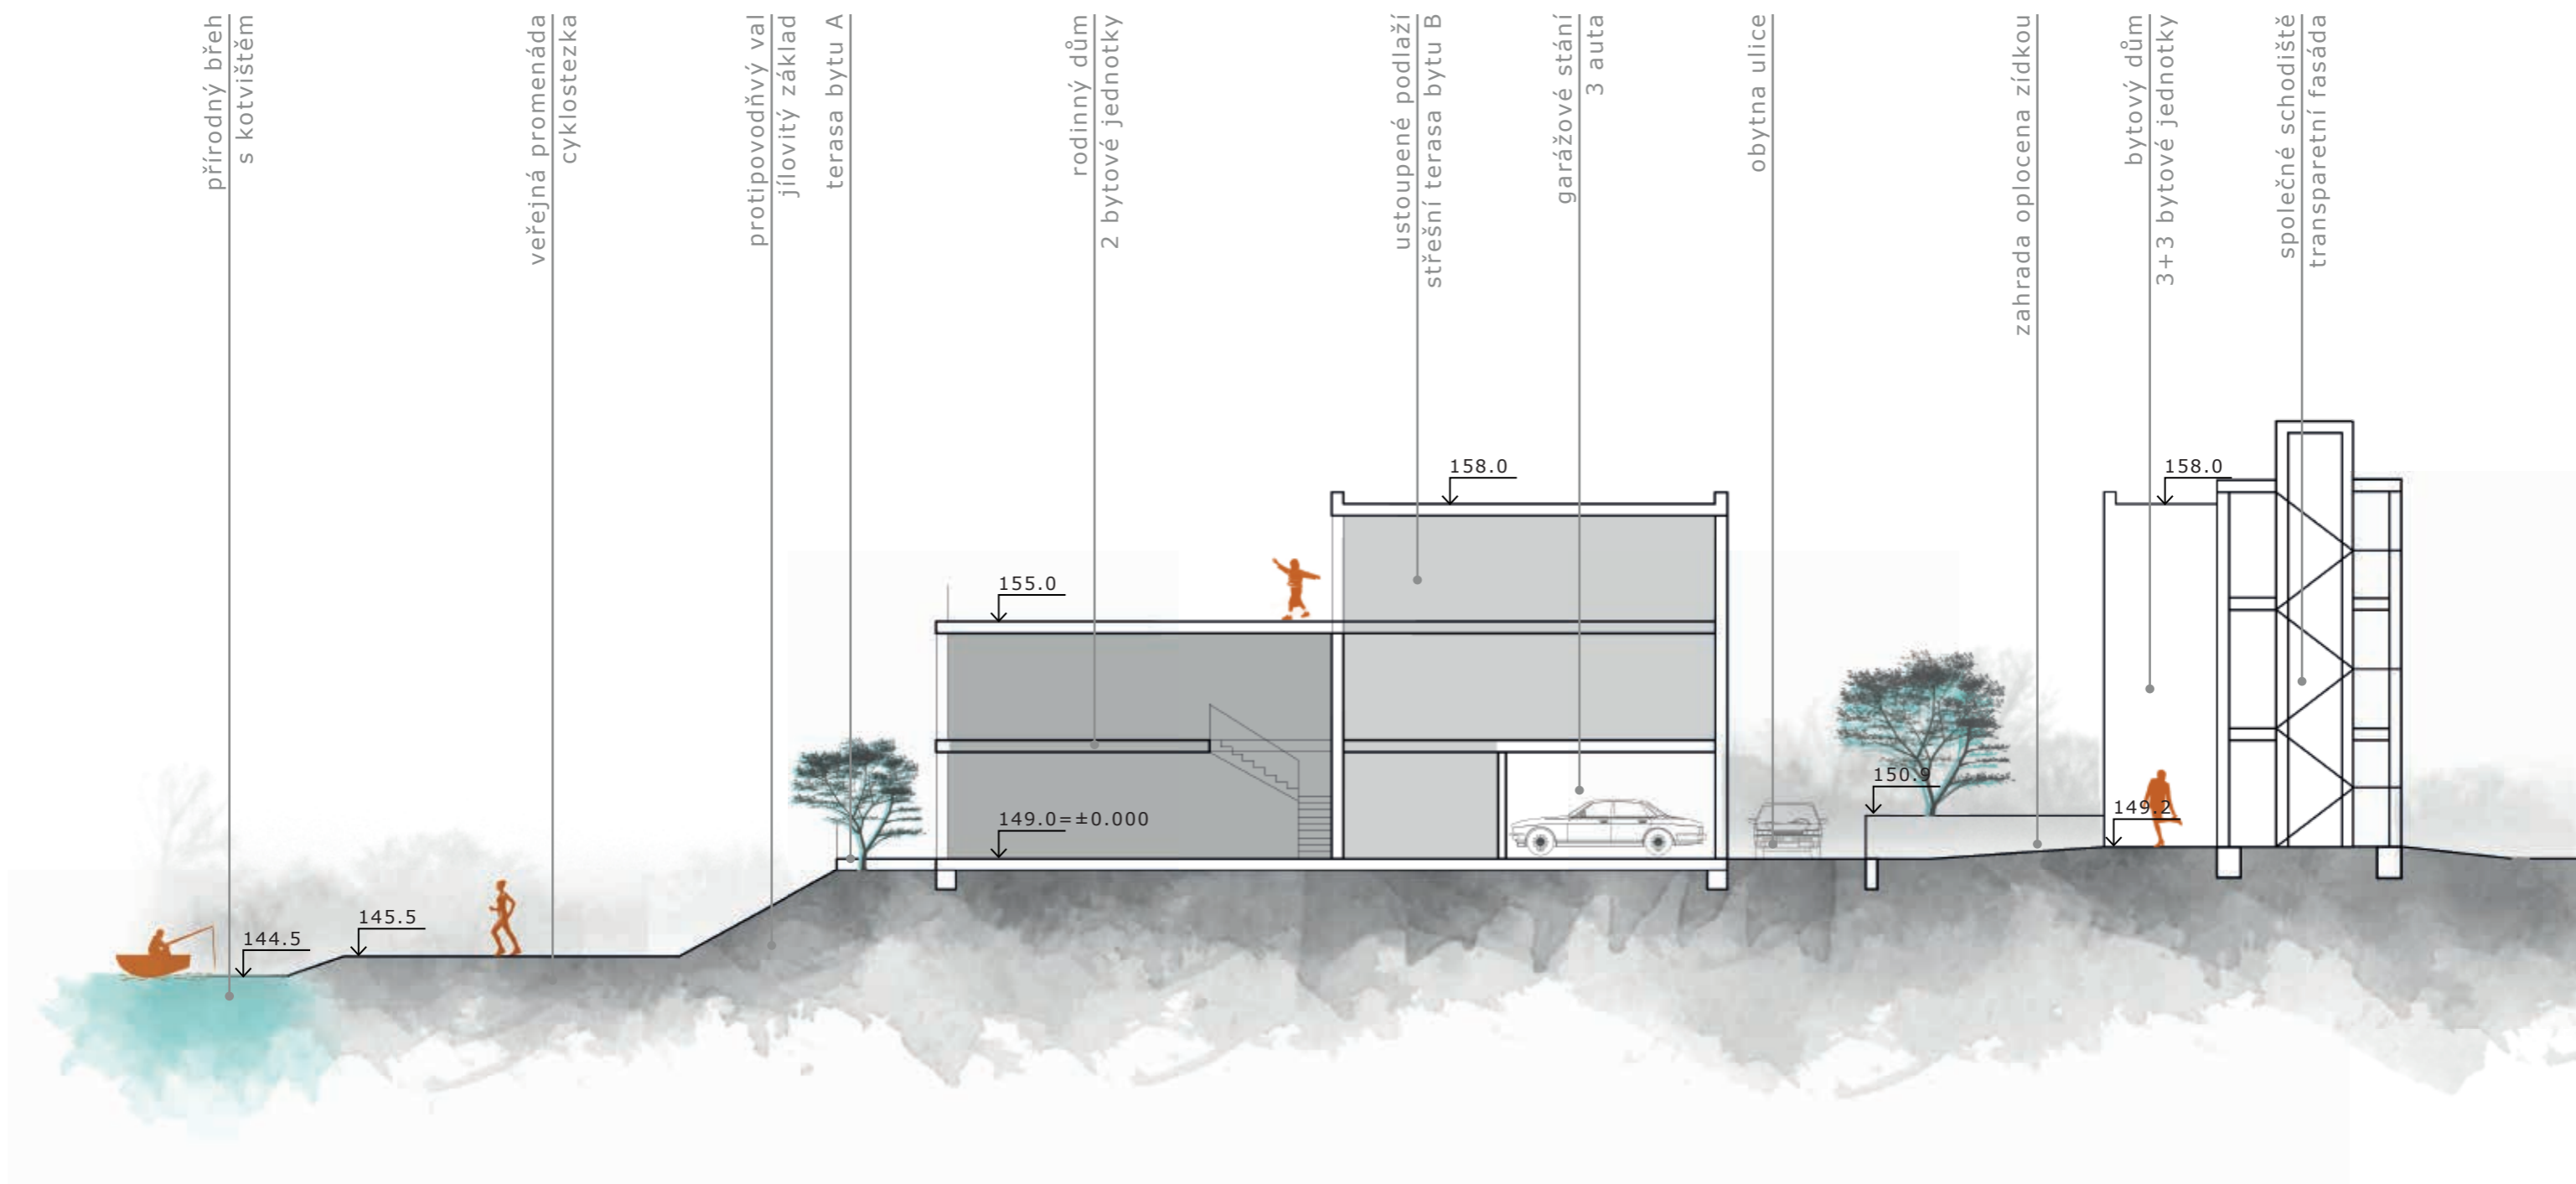 přírodný břeh
s kotvištěm
veřejná promenáda
cyklostezka
protipovodňvý val
jílovitý základ
terasa bytu A
rodinný dům
2 bytové jednotky
ustoupené podlaží
střešní terasa bytu B
garážové stání
3 auta
obytna ulice
zahrada oplocena zídkou
bytový dům
3+3 bytové jednotky
společné schodiště
transparetní fasáda
158.0
158.0
155.0
150.9
149.2
149.0=±0.000
145.5
144.5